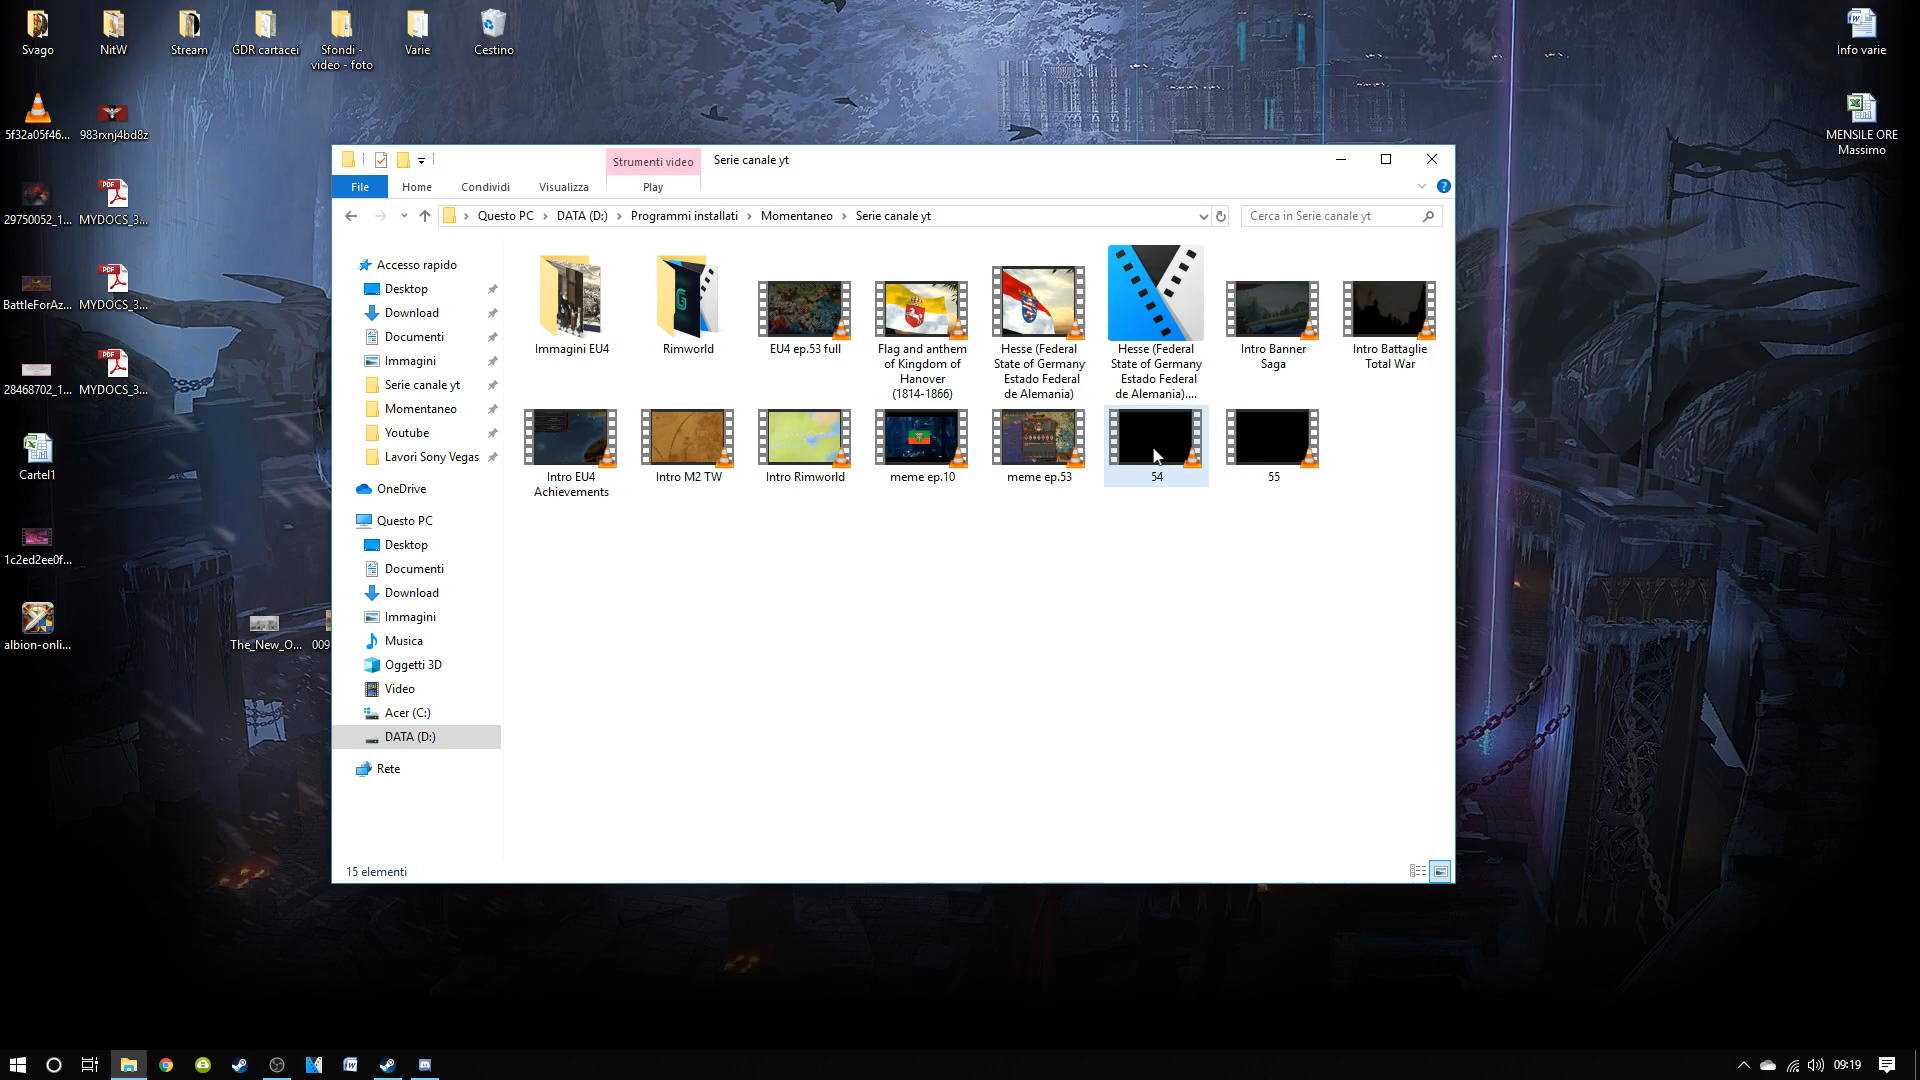 Svago
NitW
Stream
GDR cartacei
Sfondi -
video - foto
Varie
Cestino
Info varie
5f32a05f46...
983rxnj4bd8z
MENSILE ORE
Massimo
29750052_1...
MYDOCS_3...
BattleForAz...
MYDOCS_3...
28468702_1...
MYDOCS_3...
Cartel1
1c2ed2ee0f...
albion-onli...
The_New_O...
009
Strumenti video
Serie canale yt
File
Home
Condividi
Visualizza
Play
Questo PC
DATA (D:)
Programmi installati
Momentaneo
Serie canale yt
Cerca in Serie canale yt
Accesso rapido
Desktop
Download
Documenti
Immagini
Serie canale yt
Momentaneo
Youtube
Lavori Sony Vegas
OneDrive
Questo PC
Desktop
Documenti
Download
Immagini
Musica
Oggetti 3D
Video
Acer (C:)
DATA (D:)
Rete
Immagini EU4
Rimworld
EU4 ep.53 full
Flag and anthem
of Kingdom of
Hanover
(1814-1866)
Hesse (Federal
State of Germany
Estado Federal
de Alemania)
Hesse (Federal
State of Germany
Estado Federal
de Alemania)....
Intro Banner
Saga
Intro Battaglie
Total War
Intro EU4
Achievements
Intro M2 TW
Intro Rimworld
meme ep.10
meme ep.53
54
55
15 elementi
09:19